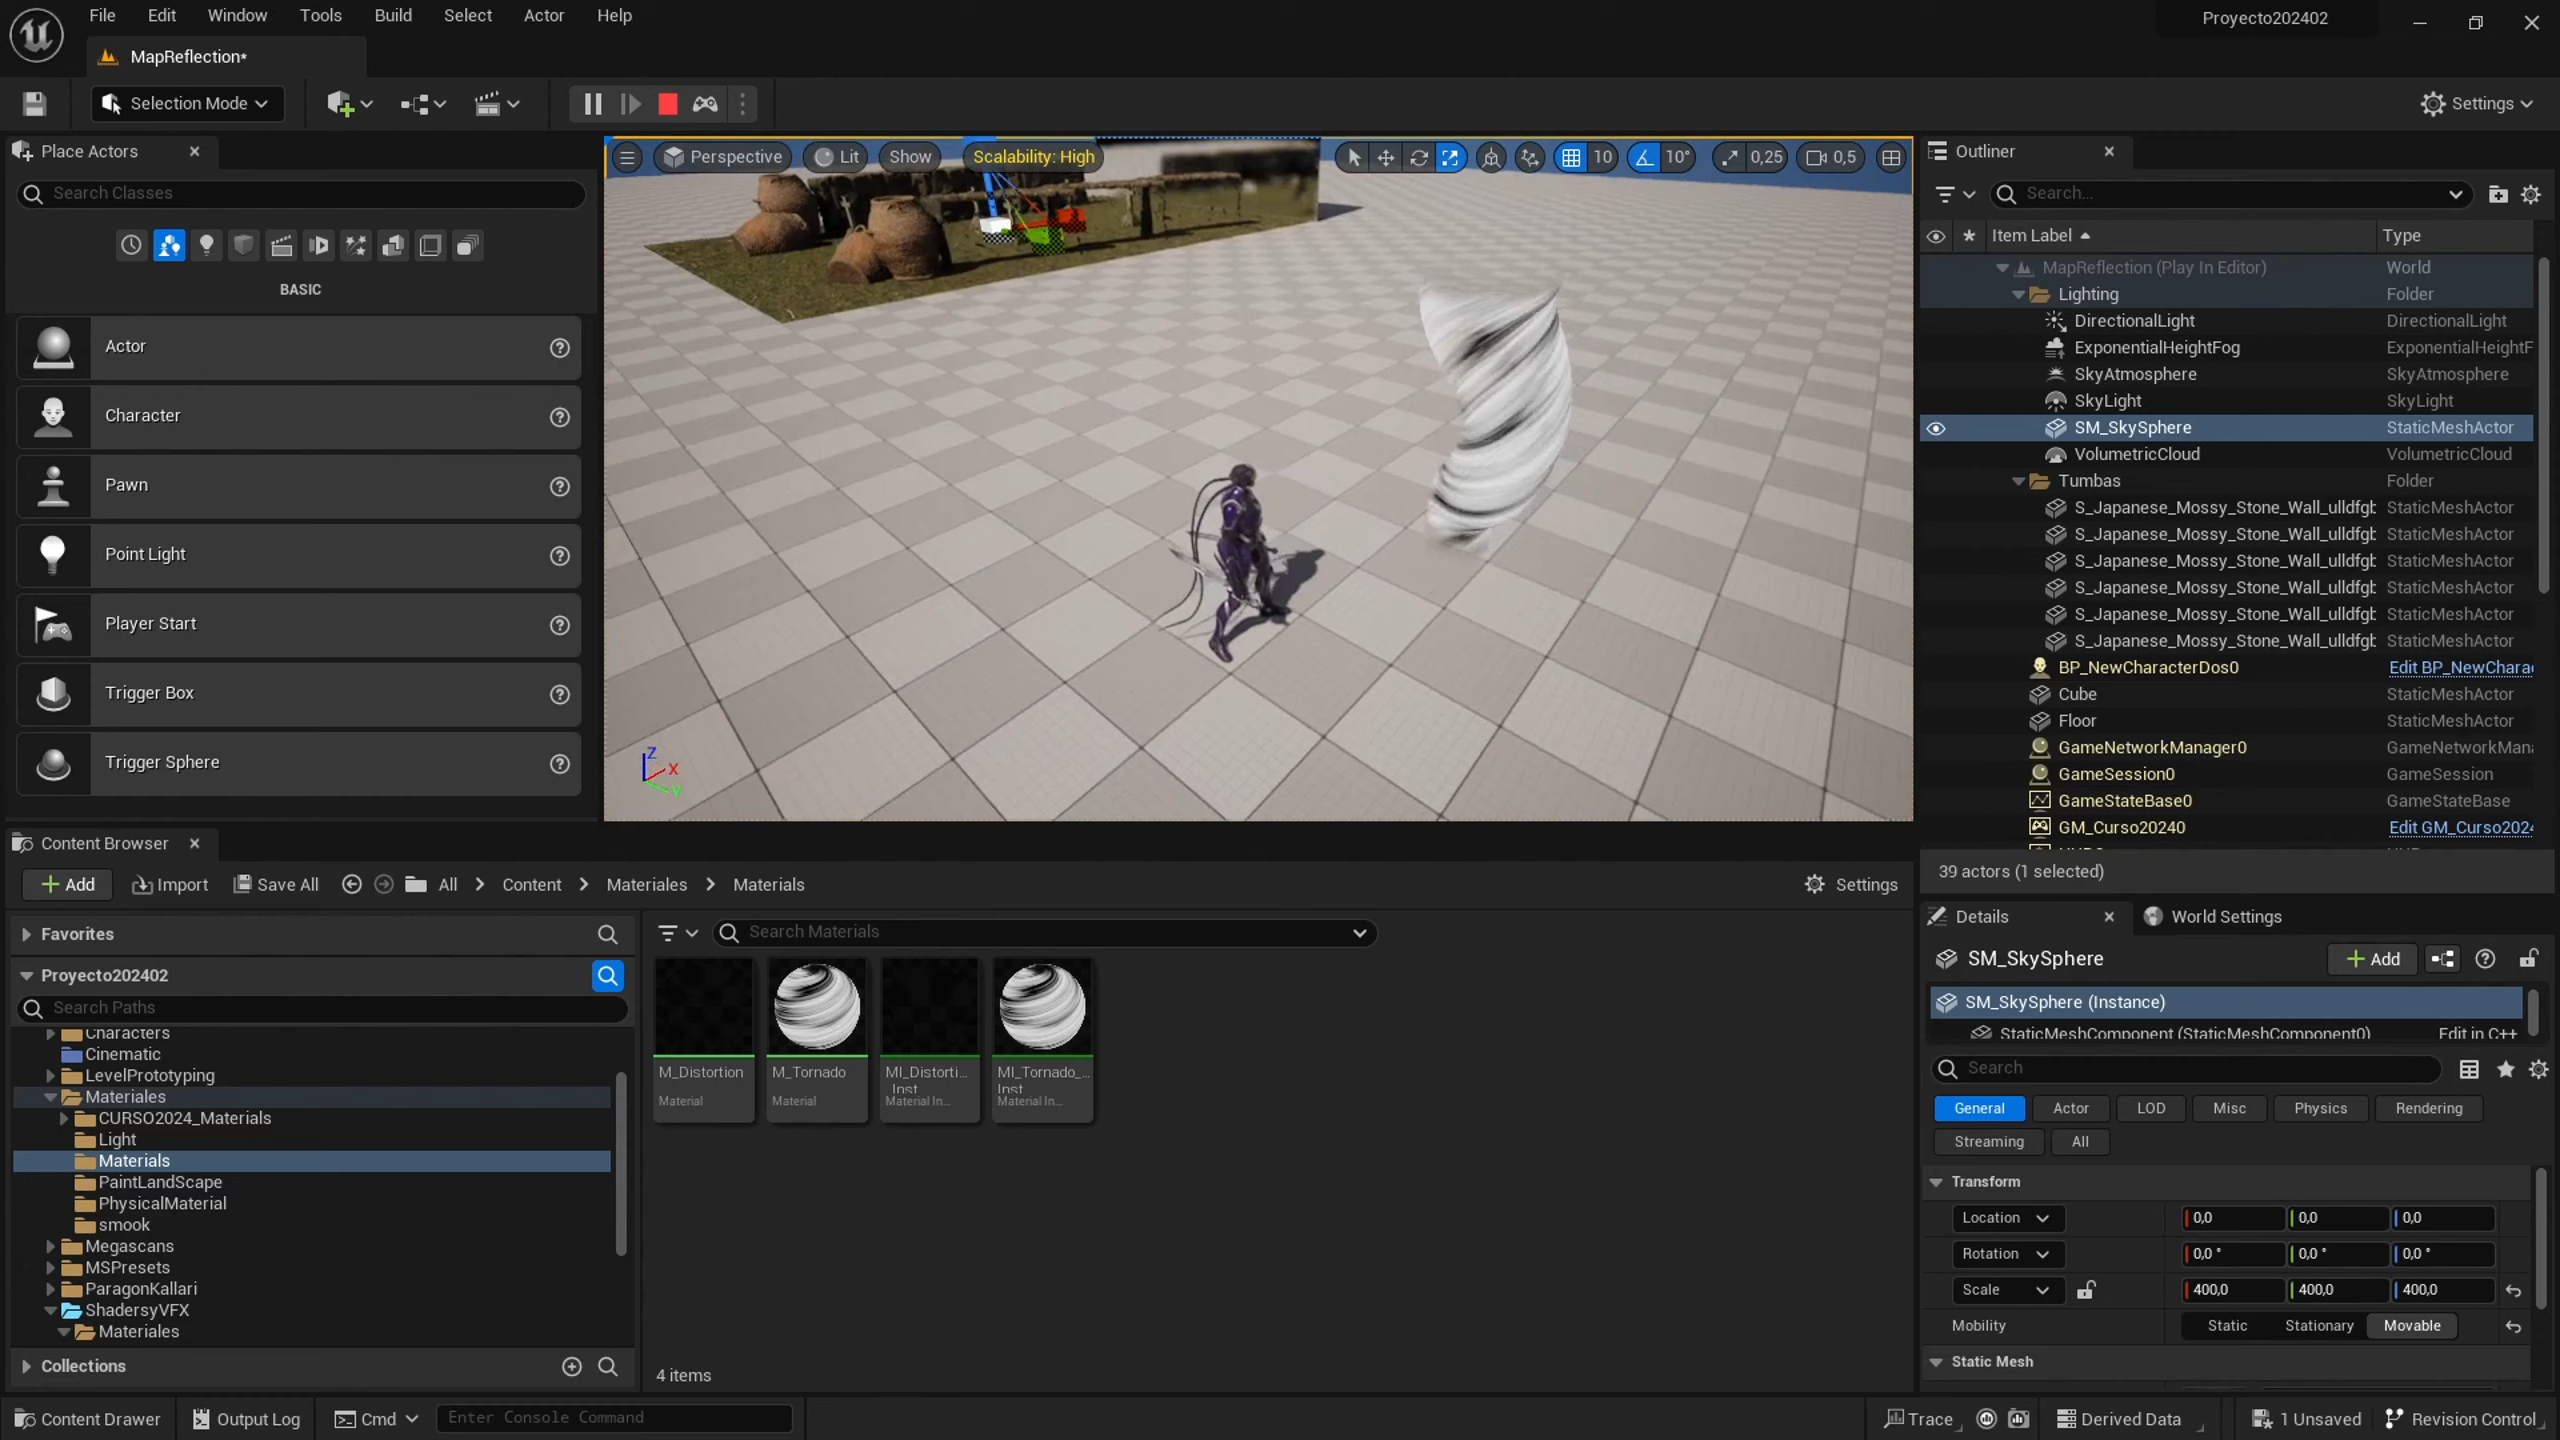 File Edit Window Tools Build Select Actor Help
Proyecto202402
MapReflection*
Selection Mode
Settings
Place Actors
Search Classes
BASIC
Actor
Character
Pawn
Point Light
Player Start
Trigger Box
Trigger Sphere
Perspective Lit Show Scalability: High 10 10° 0,25 0,5
Z
X
Y
Outliner
Search...
Item Label Type
MapReflection (Play In Editor) World
Lighting Folder
DirectionalLight DirectionalLight
ExponentialHeightFog ExponentialHeightF
SkyAtmosphere SkyAtmosphere
SkyLight SkyLight
SM_SkySphere StaticMeshActor
VolumetricCloud VolumetricCloud
Tumbas Folder
S_Japanese_Mossy_Stone_Wall_ulldfgb StaticMeshActor
S_Japanese_Mossy_Stone_Wall_ulldfgb StaticMeshActor
S_Japanese_Mossy_Stone_Wall_ulldfgb StaticMeshActor
S_Japanese_Mossy_Stone_Wall_ulldfgb StaticMeshActor
S_Japanese_Mossy_Stone_Wall_ulldfgb StaticMeshActor
S_Japanese_Mossy_Stone_Wall_ulldfgb StaticMeshActor
BP_NewCharacterDos0 Edit BP_NewCharac
Cube StaticMeshActor
Floor StaticMeshActor
GameNetworkManager0 GameNetworkMana
GameSession0 GameSession
GameStateBase0 GameStateBase
GM_Curso20240 Edit GM_Curso2024
39 actors (1 selected)
Content Browser
Add Import Save All All Content Materiales Materials
Settings
Favorites
Proyecto202402
Search Paths
Characters
Cinematic
LevelPrototyping
Materiales
CURSO2024_Materials
Light
Materials
PaintLandScape
PhysicalMaterial
smook
Megascans
MSPresets
ParagonKallari
ShadersyVFX
Materiales
Collections
Search Materials
M_Distortion
Material
M_Tornado
Material
MI_Distorti...
_Inst
Material In...
MI_Tornado_...
Inst
Material In...
4 items
Details World Settings
SM_SkySphere Add
SM_SkySphere (Instance)
StaticMeshComponent (StaticMeshComponent0) Edit in C++
Search
General Actor LOD Misc Physics Rendering
Streaming All
Transform
Location 0,0 0,0 0,0
Rotation 0,0 ° 0,0 ° 0,0 °
Scale 400,0 400,0 400,0
Mobility Static Stationary Movable
Static Mesh
Content Drawer Output Log Cmd Enter Console Command
Trace Derived Data 1 Unsaved Revision Control